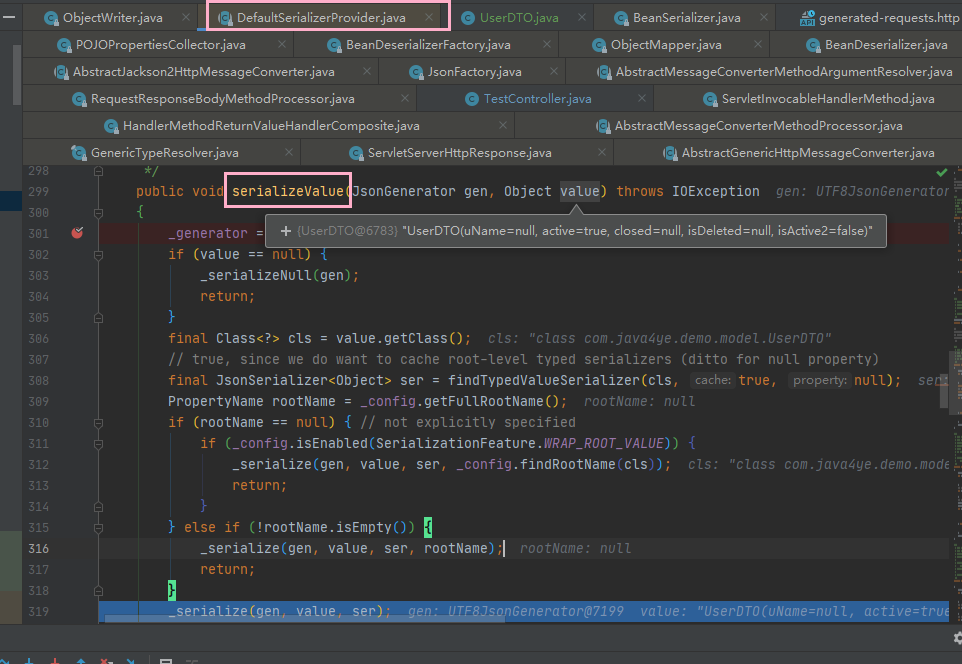 ObjectWriter.java DefaultSerializerProvider.java UserDTO.java BeanSerializer.java generated-requests.http
POJOPropertiesCollector.java BeanDeserializerFactory.java ObjectMapper.java BeanDeserializer.java
AbstractJackson2HttpMessageConverter.java JsonFactory.java AbstractMessageConverterMethodArgumentResolver.java
RequestResponseBodyMethodProcessor.java TestController.java ServletInvocableHandlerMethod.java
HandlerMethodReturnValueHandlerComposite.java AbstractMessageConverterMethodProcessor.java
GenericTypeResolver.java ServletServerHttpResponse.java AbstractGenericHttpMessageConverter.java
298 */
299 public void serializeValue(JsonGenerator gen, Object value) throws IOException gen: UTF8JsonGenerator
300 {
+ {UserDTO@6783} "UserDTO(uName=null, active=true, closed=null, isDeleted=null, isActive2=false)"
301 _generator =
302 if (value == null) {
303 _serializeNull(gen);
304 return;
305 }
306 final Class<?> cls = value.getClass(); cls: "class com.java4ye.demo.model.UserDTO"
307 // true, since we do want to cache root-level typed serializers (ditto for null property)
308 final JsonSerializer<Object> ser = findTypedValueSerializer(cls, cache: true, property: null); ser:
309 PropertyName rootName = _config.getFullRootName(); rootName: null
310 if (rootName == null) { // not explicitly specified
311 if (_config.isEnabled(SerializationFeature.WRAP_ROOT_VALUE)) {
312 _serialize(gen, value, ser, _config.findRootName(cls)); cls: "class com.java4ye.demo.mode
313 return;
314 }
315 } else if (!rootName.isEmpty()) {
316 _serialize(gen, value, ser, rootName); rootName: null
317 return;
318 }
319 _serialize(gen, value, ser); gen: UTF8JsonGenerator@7199 value: "UserDTO(uName=null, active=true